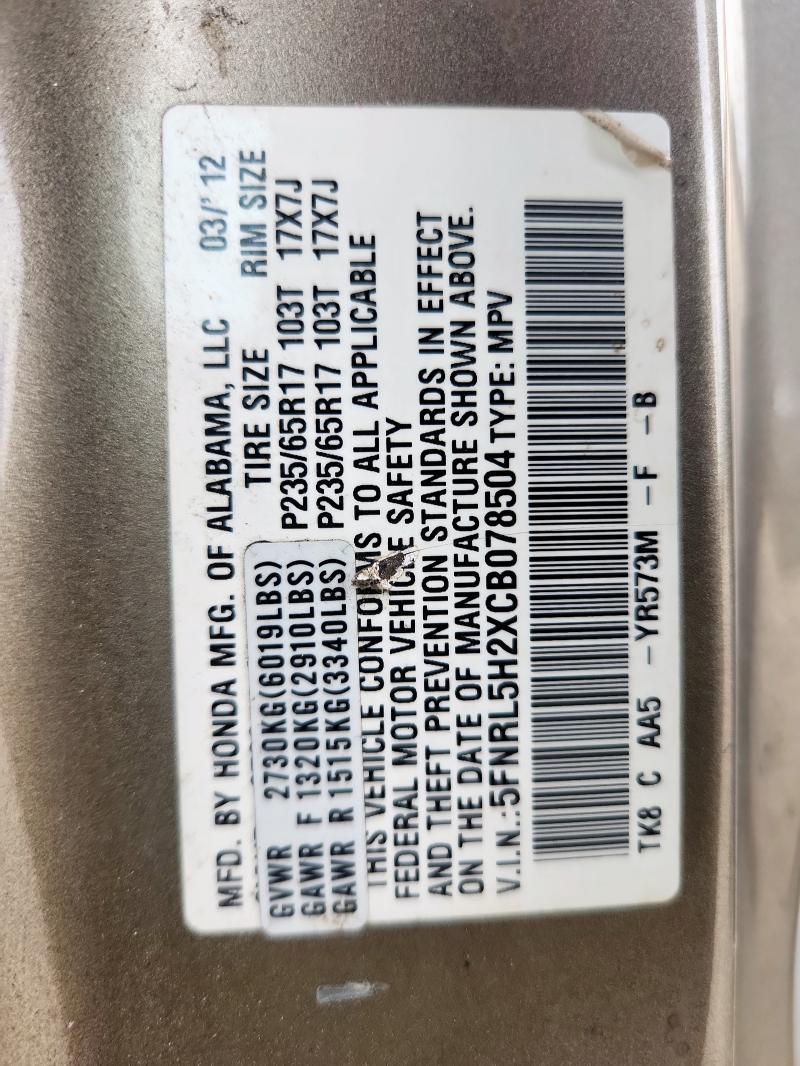 MFD. BY HONDA MFG. OF ALABAMA, LLC 03/'12
TIRE SIZE RIM SIZE
GVWR 2730KG(6019LBS)
GAWR F 1320KG(2910LBS) P235/65R17 103T 17X7J
GAWR R 1515KG(3340LBS) P235/65R17 103T 17X7J
THIS VEHICLE CONFORMS TO ALL APPLICABLE
FEDERAL MOTOR VEHICLE SAFETY
AND THEFT PREVENTION STANDARDS IN EFFECT
ON THE DATE OF MANUFACTURE SHOWN ABOVE.
V.I.N.:5FNRL5H2XCB078504 TYPE: MPV
TK8 C AA5 -YR573M -F -B